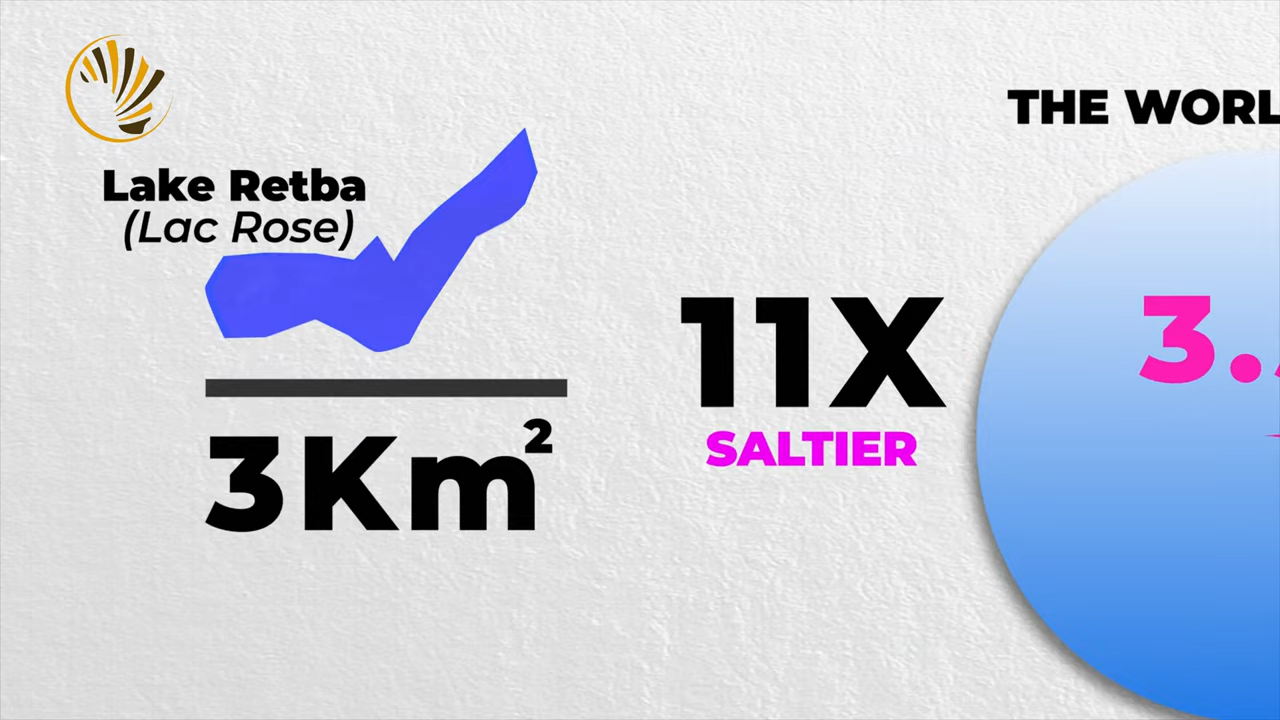 Lake Retba
(Lac Rose)
3Km²
11X
SALTIER
THE WORL
3.